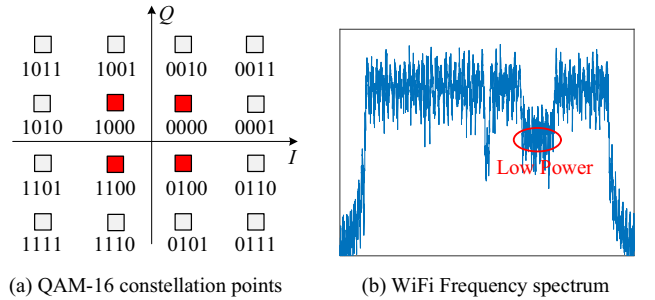 Q
1011 1001 0010 0011
1010 1000 0000 0001
I
1101 1100 0100 0110
1111 1110 0101 0111
(a) QAM-16 constellation points
Low Power
(b) WiFi Frequency spectrum